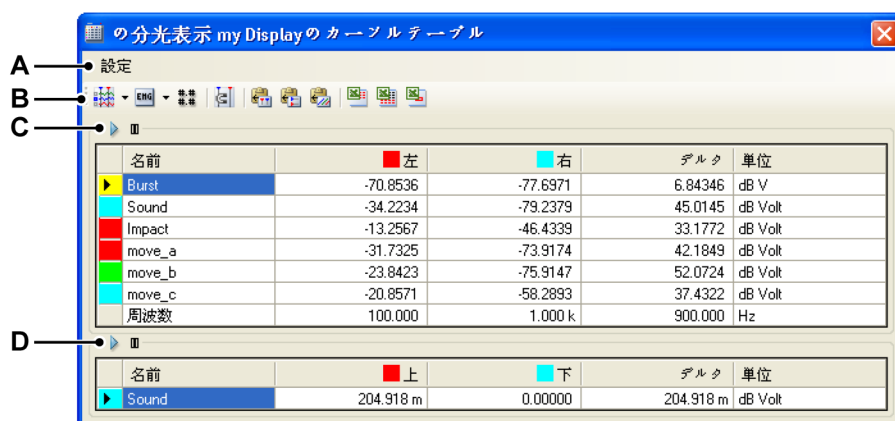 の分光表示 my Displayの カーソルテーブル
A 設定
B EMG
C
名前 左 右 デルタ 単位
Burst -70.8536 -77.6971 6.84346 dB V
Sound -34.2234 -79.2379 45.0145 dB Volt
Impact -13.2567 -46.4339 33.1772 dB Volt
move_a -31.7325 -73.9174 42.1849 dB Volt
move_b -23.8423 -75.9147 52.0724 dB Volt
move_c -20.8571 -58.2893 37.4322 dB Volt
周波数 100.000 1.000 k 900.000 Hz
D
名前 上 下 デルタ 単位
Sound 204.918 m 0.00000 204.918 m dB Volt